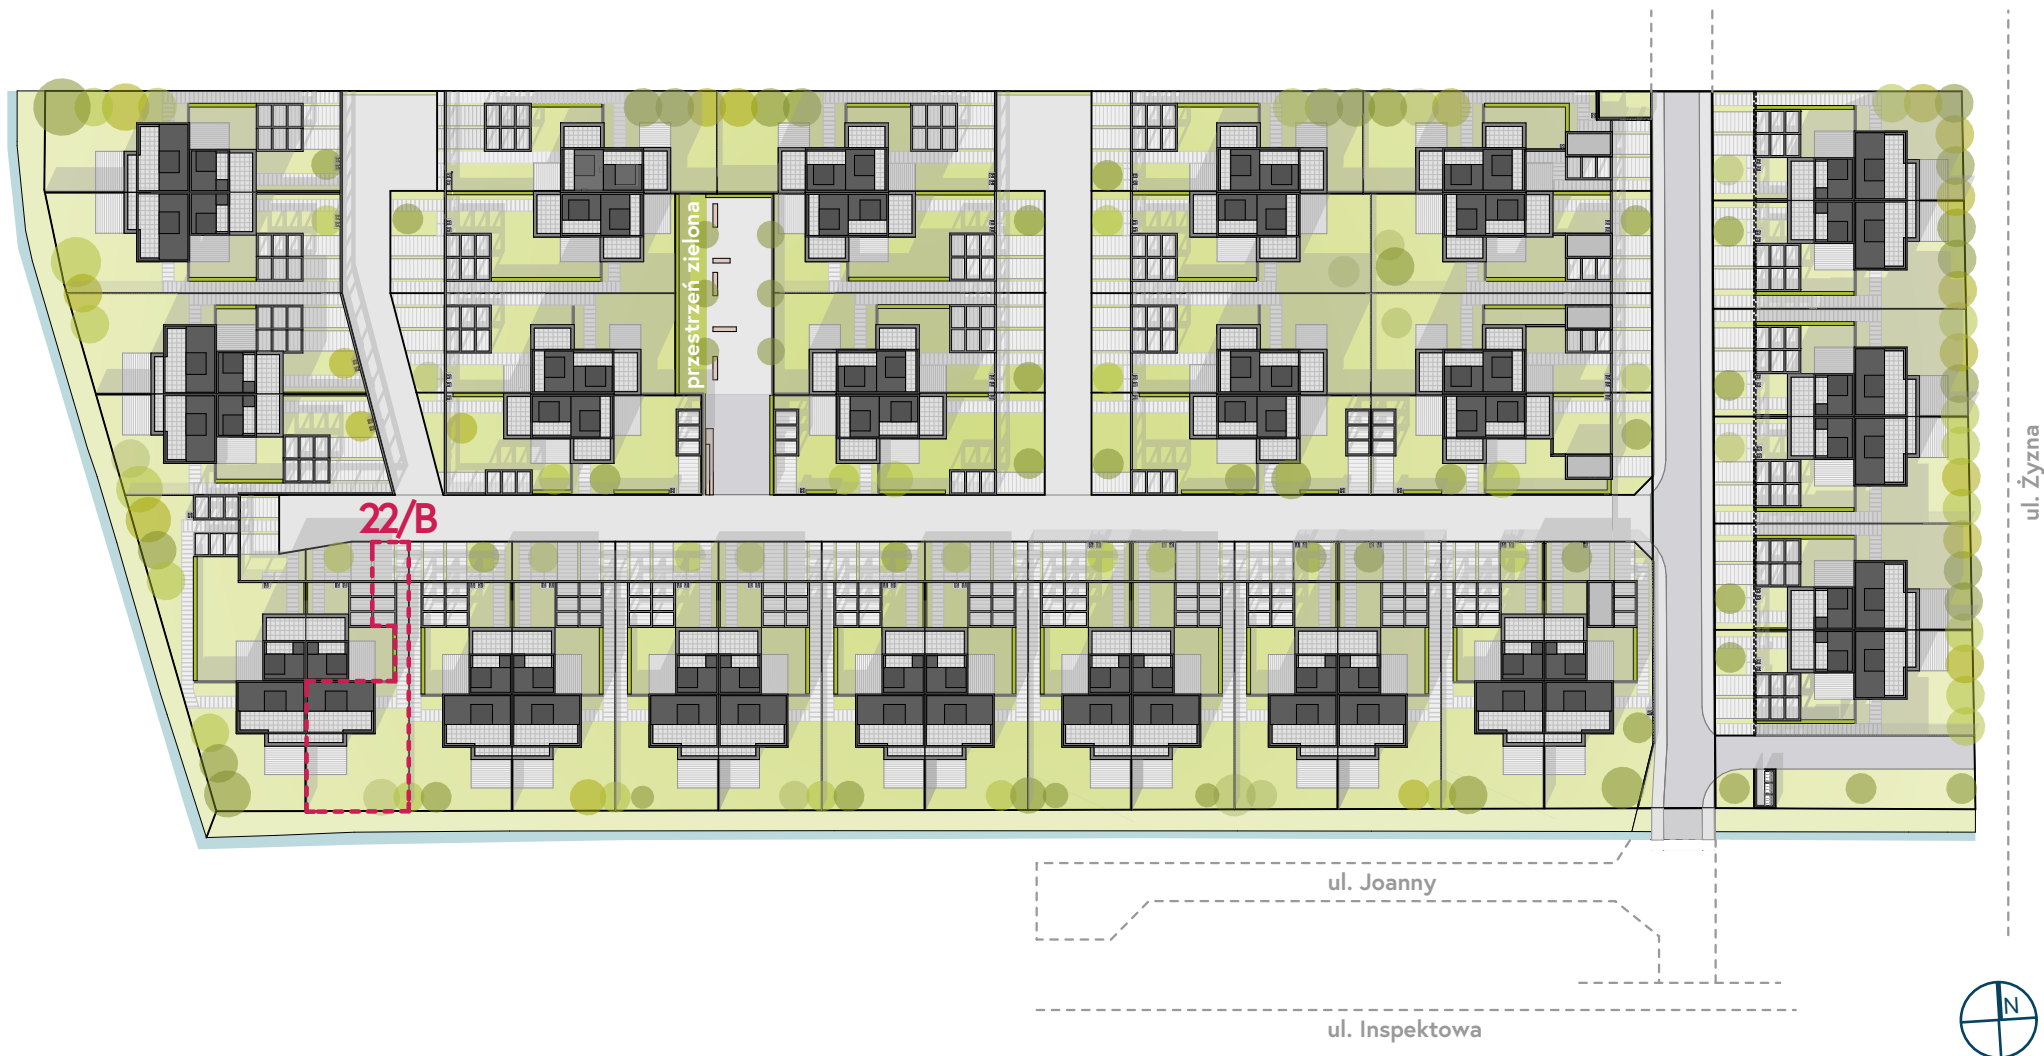 przestrzeń zielona
22/B
ul. Żyzna
ul. Joanny
ul. Inspektowa
N